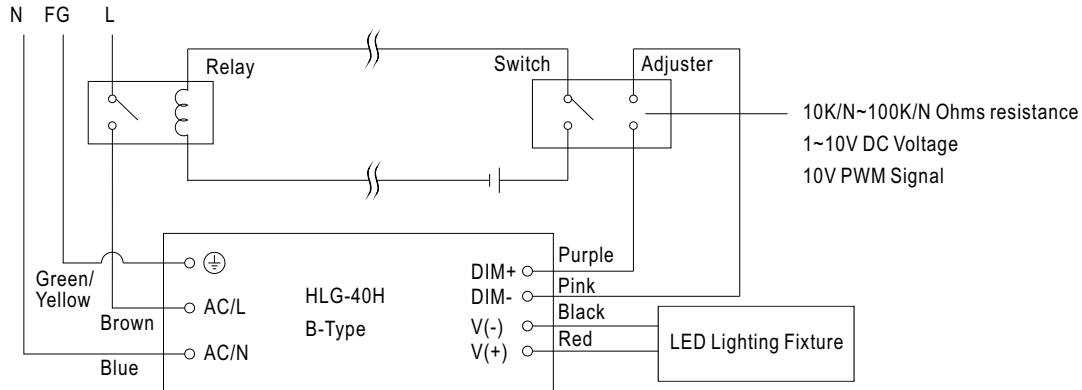 N FG L
Relay
Switch
Adjuster
10K/N~100K/N Ohms resistance
1~10V DC Voltage
10V PWM Signal
Green/
Yellow
Brown
Blue
AC/L
AC/N
HLG-40H
B-Type
DIM+
DIM-
V(-)
V(+)
Purple
Pink
Black
Red
LED Lighting Fixture